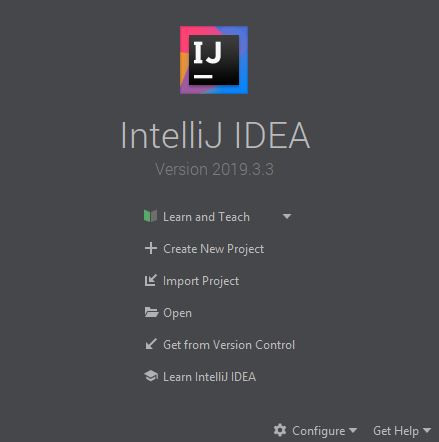 IJ
IntelliJ IDEA
Version 2019.3.3
Learn and Teach
Create New Project
Import Project
Open
Get from Version Control
Learn IntelliJ IDEA
Configure Get Help